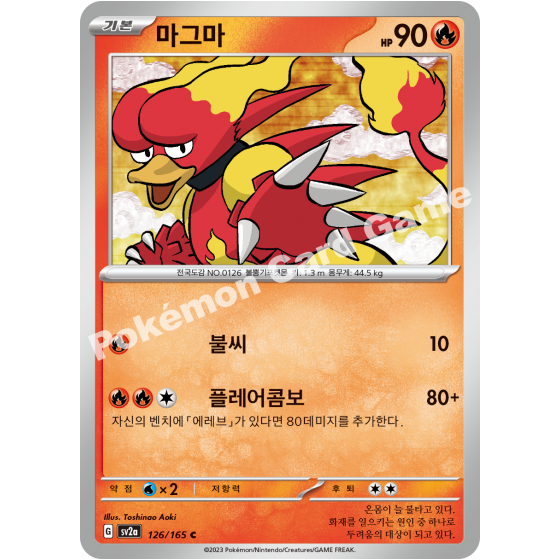 기본 마그마 HP 90
전국도감 NO.0126 불뿜기포켓몬 키: 1.3 m 몸무게: 44.5 kg
불씨 10
플레어콤보 80+
자신의 벤치에 「에레브」가 있다면 80데미지를 추가한다.
약점 ×2 저항력 후퇴
Illus. Toshinao Aoki
G sv2a 126/165 C
온몸이 늘 불타고 있다.
화재를 일으키는 원인 중 하나로
두려움의 대상이 되고 있다.
©2023 Pokémon/Nintendo/Creatures/GAME FREAK.
Pokémon Card Game